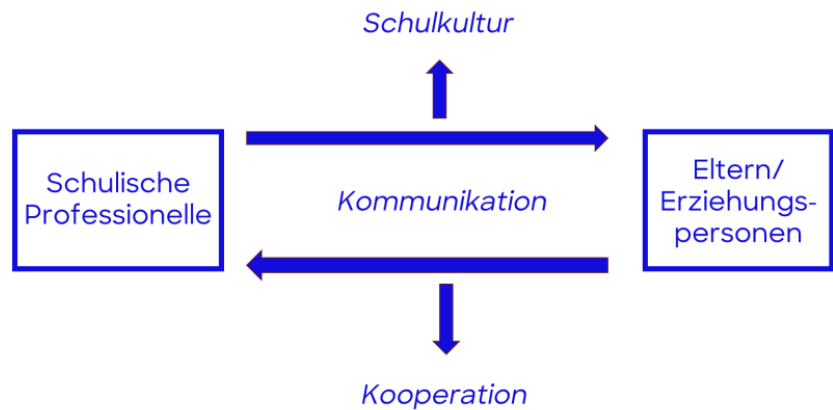 Schulkultur
Schulische
Professionelle
Kommunikation
Eltern/
Erziehungs-
personen
Kooperation